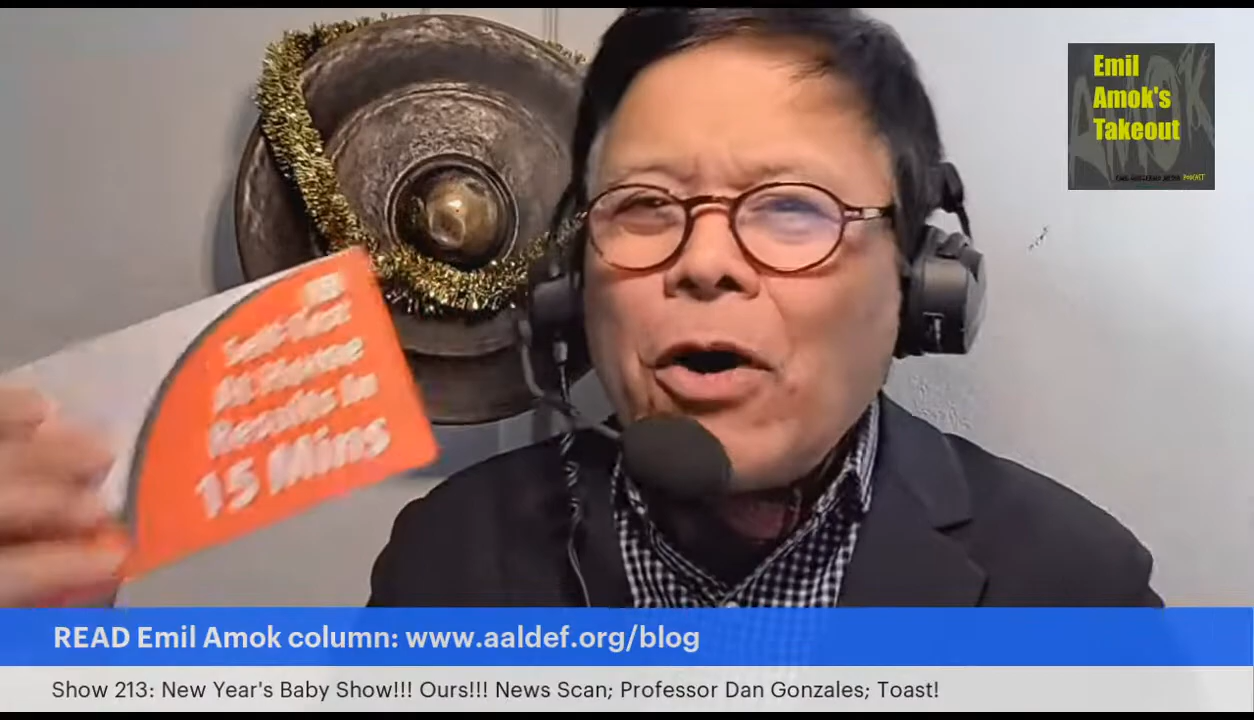 Emil
Amok's
Takeout
Self-Test
At Home
Results in
15 Mins
READ Emil Amok column: www.aaldef.org/blog
Show 213: New Year's Baby Show!!! Ours!!! News Scan; Professor Dan Gonzales; Toast!